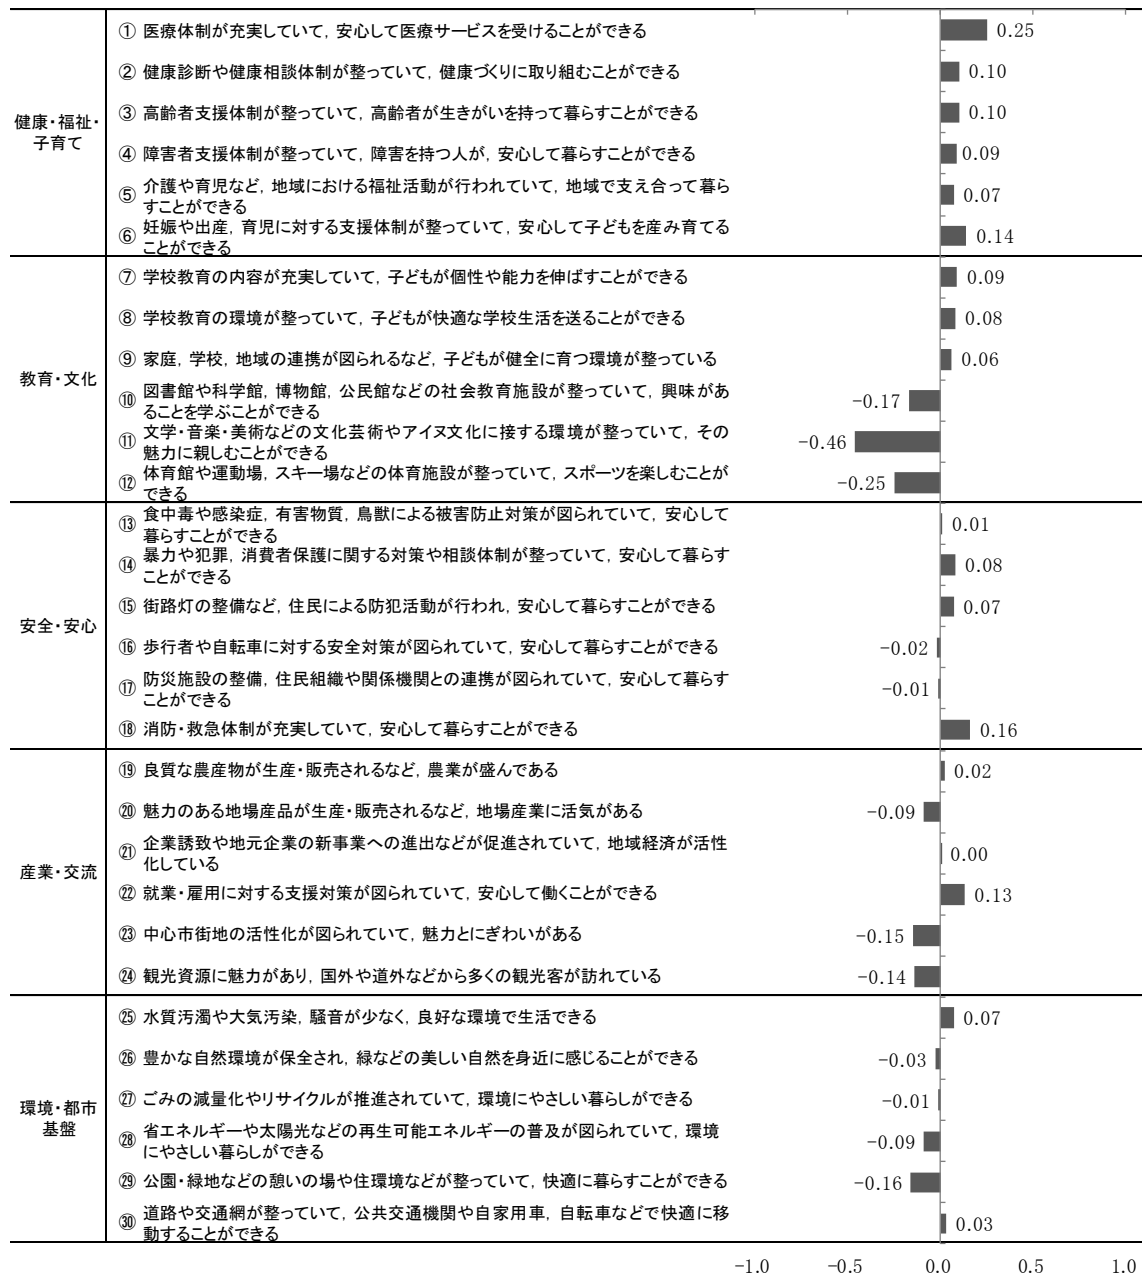 健康・福祉・
子育て
① 医療体制が充実していて，安心して医療サービスを受けることができる
0.25
② 健康診断や健康相談体制が整っていて，健康づくりに取り組むことができる
0.10
③ 高齢者支援体制が整っていて，高齢者が生きがいを持って暮らすことができる
0.10
④ 障害者支援体制が整っていて，障害を持つ人が，安心して暮らすことができる
0.09
⑤ 介護や育児など，地域における福祉活動が行われていて，地域で支え合って暮ら
すことができる
0.07
⑥ 妊娠や出産，育児に対する支援体制が整っていて，安心して子どもを産み育てる
ことができる
0.14
教育・文化
⑦ 学校教育の内容が充実していて，子どもが個性や能力を伸ばすことができる
0.09
⑧ 学校教育の環境が整っていて，子どもが快適な学校生活を送ることができる
0.08
⑨ 家庭，学校，地域の連携が図られるなど，子どもが健全に育つ環境が整っている
0.06
⑩ 図書館や科学館，博物館，公民館などの社会教育施設が整っていて，興味があ
ることを学ぶことができる
-0.17
⑪ 文学・音楽・美術などの文化芸術やアイヌ文化に接する環境が整っていて，その
魅力に親しむことができる
-0.46
⑫ 体育館や運動場，スキー場などの体育施設が整っていて，スポーツを楽しむことが
できる
-0.25
安全・安心
⑬ 食中毒や感染症，有害物質，鳥獣による被害防止対策が図られていて，安心して
暮らすことができる
0.01
⑭ 暴力や犯罪，消費者保護に関する対策や相談体制が整っていて，安心して暮らす
ことができる
0.08
⑮ 街路灯の整備など，住民による防犯活動が行われ，安心して暮らすことができる
0.07
⑯ 歩行者や自転車に対する安全対策が図られていて，安心して暮らすことができる
-0.02
⑰ 防災施設の整備，住民組織や関係機関との連携が図られていて，安心して暮らす
ことができる
-0.01
⑱ 消防・救急体制が充実していて，安心して暮らすことができる
0.16
産業・交流
⑲ 良質な農産物が生産・販売されるなど，農業が盛んである
0.02
⑳ 魅力のある地場産品が生産・販売されるなど，地場産業に活気がある
-0.09
㉑ 企業誘致や地元企業の新事業への進出などが促進されていて，地域経済が活性
化している
0.00
㉒ 就業・雇用に対する支援対策が図られていて，安心して働くことができる
0.13
㉓ 中心市街地の活性化が図られていて，魅力とにぎわいがある
-0.15
㉔ 観光資源に魅力があり，国外や道外などから多くの観光客が訪れている
-0.14
環境・都市
基盤
㉕ 水質汚濁や大気汚染，騒音が少なく，良好な環境で生活できる
0.07
㉖ 豊かな自然環境が保全され，緑などの美しい自然を身近に感じることができる
-0.03
㉗ ごみの減量化やリサイクルが推進されていて，環境にやさしい暮らしができる
-0.01
㉘ 省エネルギーや太陽光などの再生可能エネルギーの普及が図られていて，環境
にやさしい暮らしができる
-0.09
㉙ 公園・緑地などの憩いの場や住環境などが整っていて，快適に暮らすことができる
-0.16
㉚ 道路や交通網が整っていて，公共交通機関や自家用車，自転車などで快適に移
動することができる
0.03
-1.0 -0.5 0.0 0.5 1.0